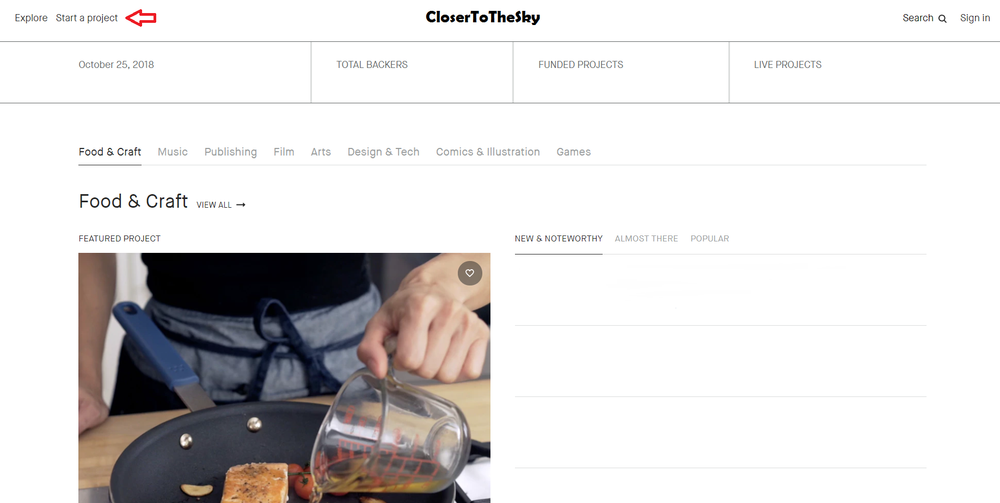 Explore Start a project CloserToTheSky Search Sign in
October 25, 2018 TOTAL BACKERS FUNDED PROJECTS LIVE PROJECTS
Food & Craft Music Publishing Film Arts Design & Tech Comics & Illustration Games
Food & Craft VIEW ALL →
FEATURED PROJECT
NEW & NOTEWORTHY ALMOST THERE POPULAR